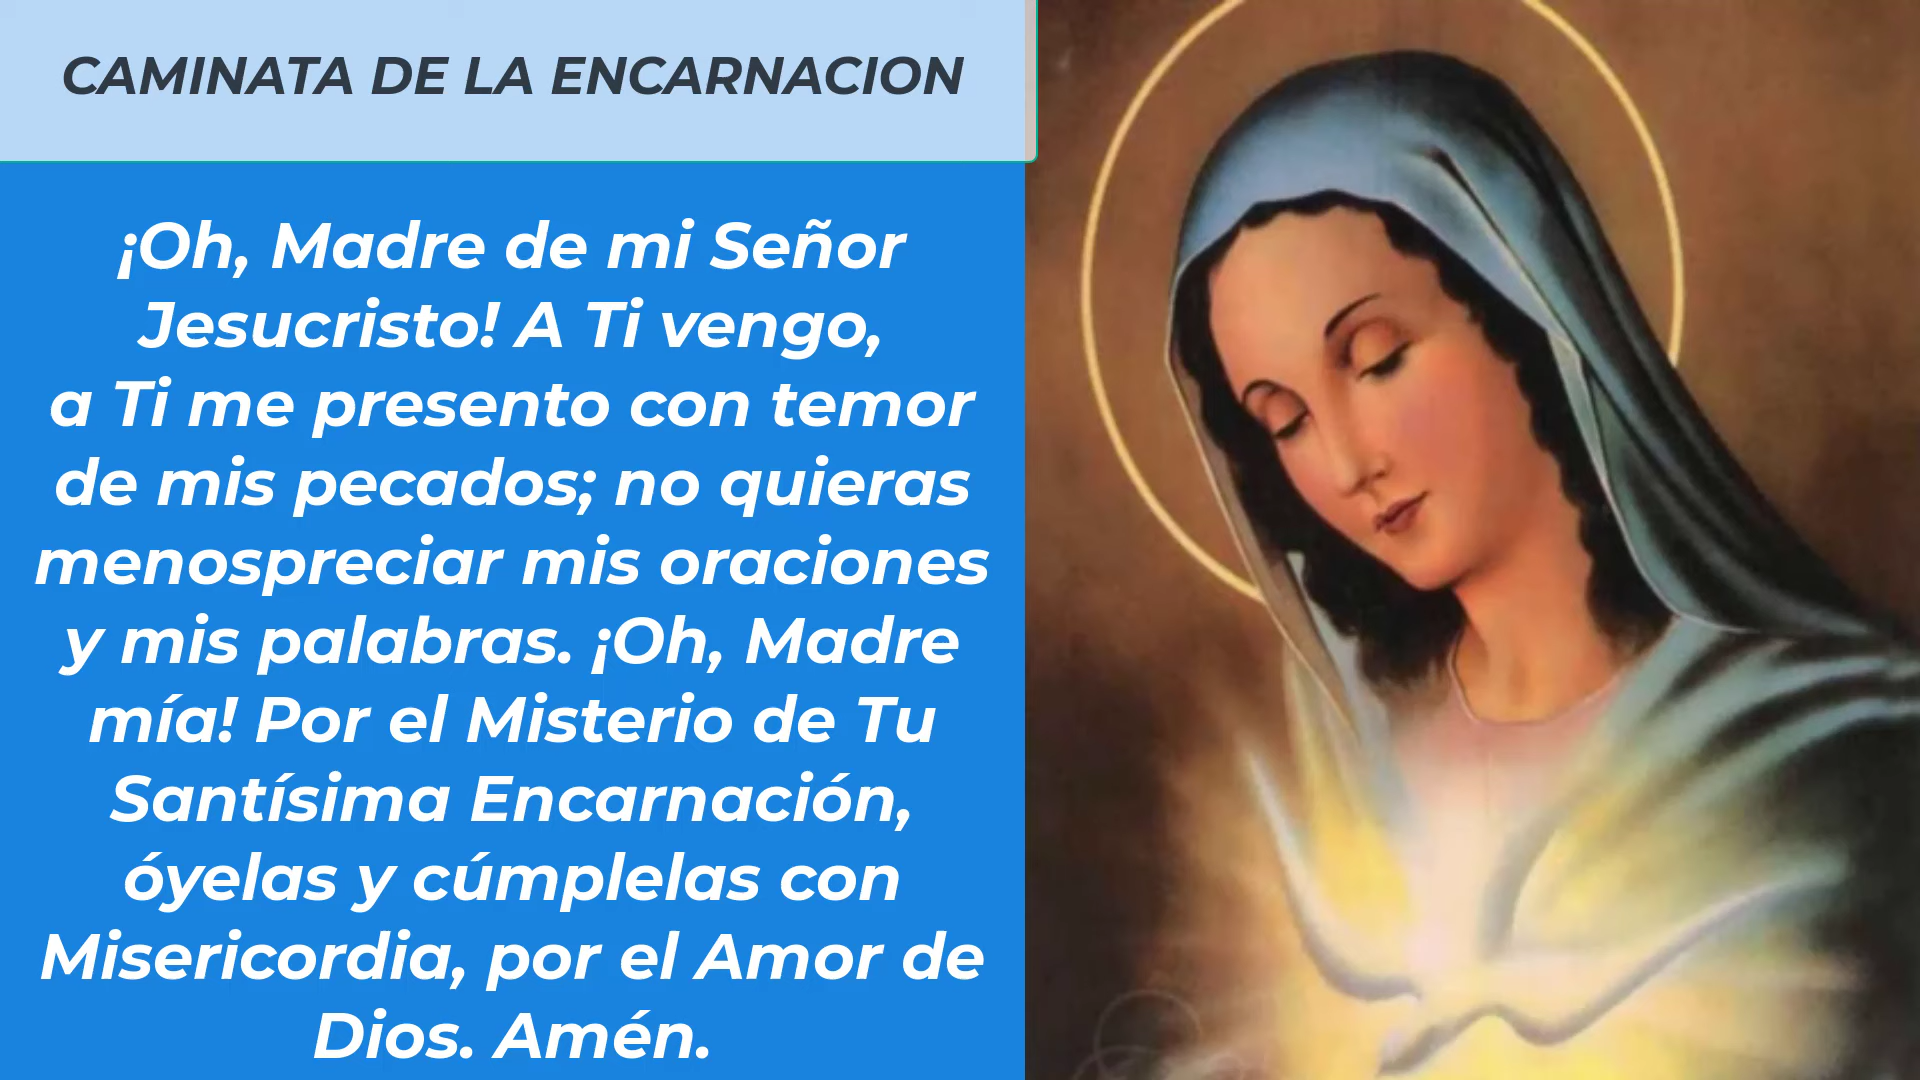 CAMINATA DE LA ENCARNACION
¡Oh, Madre de mi Señor
Jesucristo! A Ti vengo,
a Ti me presento con temor
de mis pecados; no quieras
menospreciar mis oraciones
y mis palabras. ¡Oh, Madre
mía! Por el Misterio de Tu
Santísima Encarnación,
óyelas y cúmplelas con
Misericordia, por el Amor de
Dios. Amén.